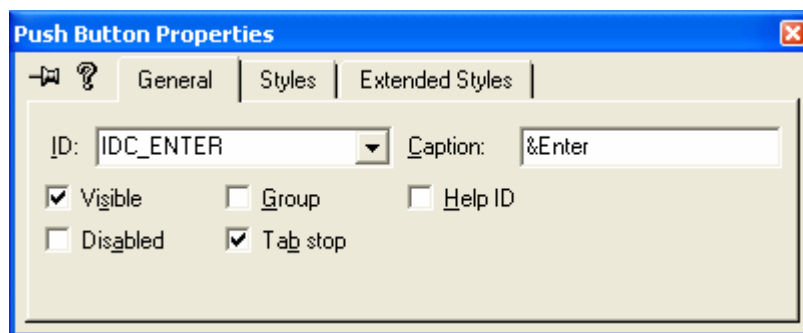 Push Button Properties
General Styles Extended Styles
ID: IDC_ENTER Caption: &Enter
Visible Group Help ID
Disabled Tab stop